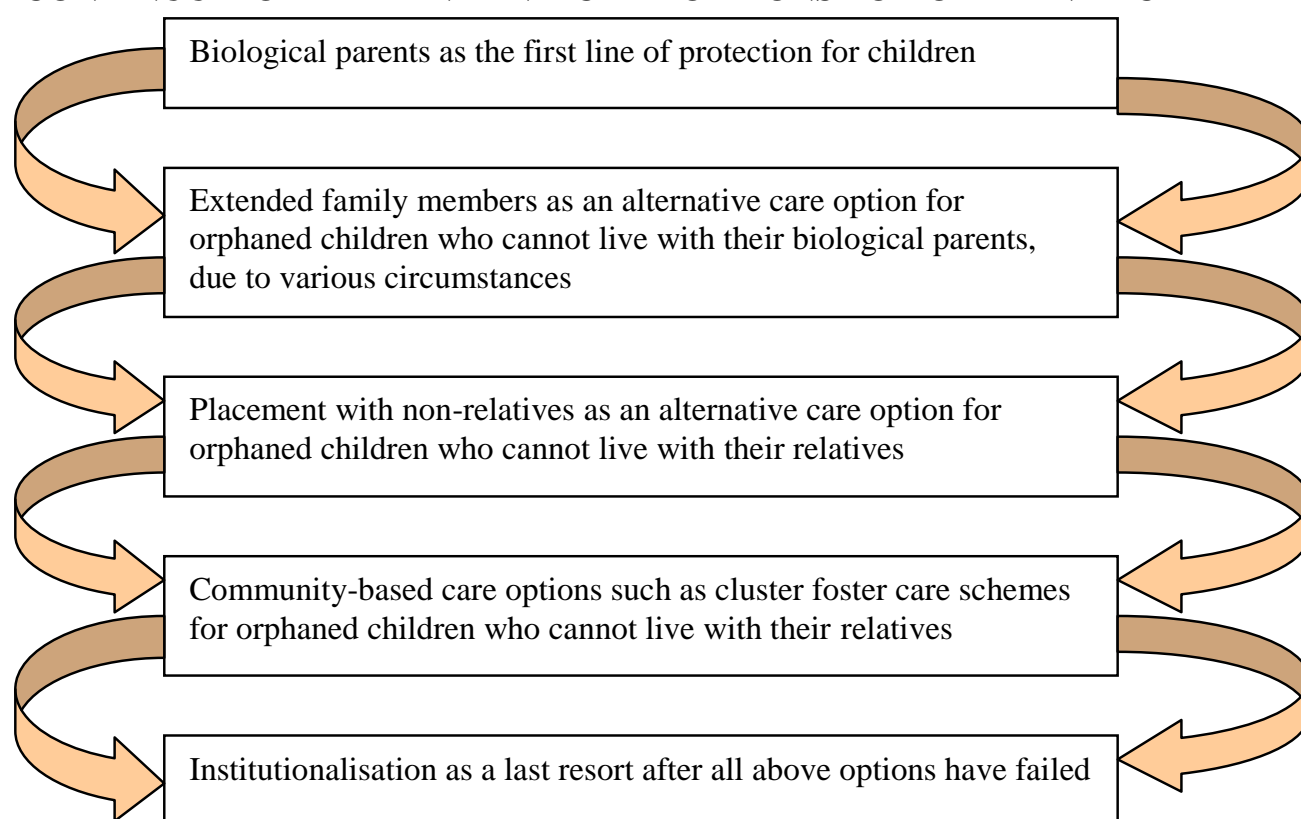 Biological parents as the first line of protection for children
Extended family members as an alternative care option for
orphaned children who cannot live with their biological parents,
due to various circumstances
Placement with non-relatives as an alternative care option for
orphaned children who cannot live with their relatives
Community-based care options such as cluster foster care schemes
for orphaned children who cannot live with their relatives
Institutionalisation as a last resort after all above options have failed